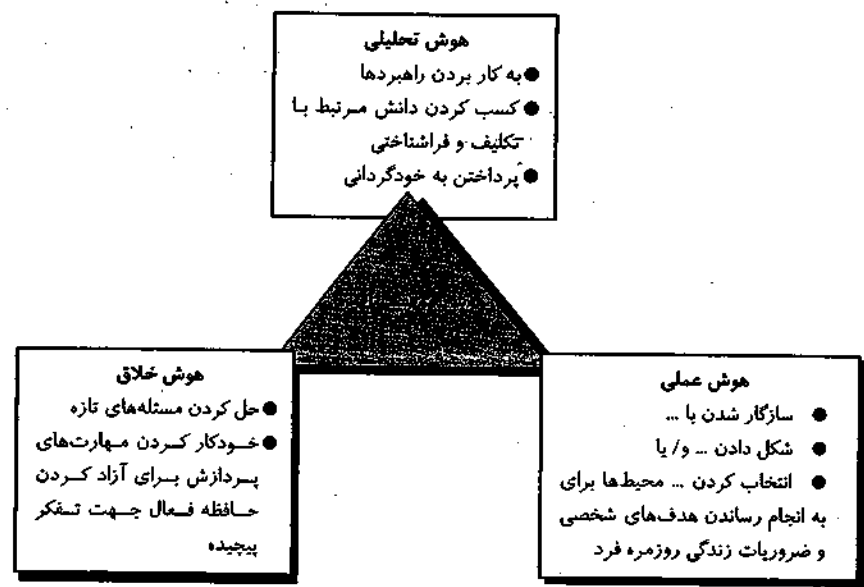 هوش تحلیلی
● به کار بردن راهبردها
● کسب کردن دانش مرتبط با
تکلیف و فراشناختی
● پرداختن به خودگردانی
هوش خلاق
● حل کردن مسئله‌های تازه
● خودکار کردن مهارت‌های
پردازش برای آزاد کردن
حافظه فعال جهت تفکر
پیچیده
هوش عملی
● سازگار شدن با ...
● شکل دادن ... و/ یا
● انتخاب کردن ... محیط‌ها برای
به انجام رساندن هدف‌های شخصی
و ضروریات زندگی روزمره فرد